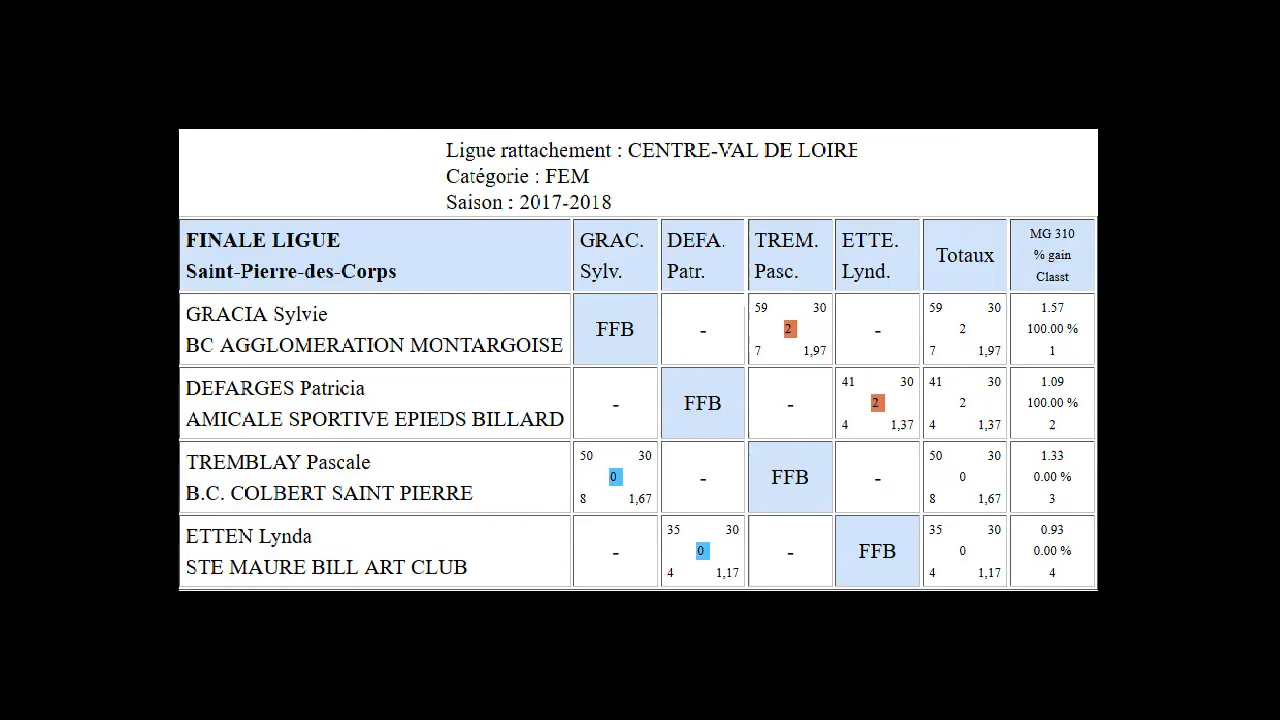 Ligue rattachement : CENTRE-VAL DE LOIRE
Catégorie : FEM
Saison : 2017-2018
FINALE LIGUE
Saint-Pierre-des-Corps
GRAC.
Sylv.
DEFA.
Patr.
TREM.
Pasc.
ETTE.
Lynd.
Totaux
MG 310
% gain
Classt
GRACIA Sylvie
BC AGGLOMERATION MONTARGOISE
FFB
-
59 30
2
7 1,97
-
59 30
2
7 1,97
1.57
100.00 %
1
DEFARGES Patricia
AMICALE SPORTIVE EPIEDS BILLARD
-
FFB
-
41 30
2
4 1,37
41 30
2
4 1,37
1.09
100.00 %
2
TREMBLAY Pascale
B.C. COLBERT SAINT PIERRE
50 30
0
8 1,67
-
FFB
-
50 30
0
8 1,67
1.33
0.00 %
3
ETTEN Lynda
STE MAURE BILL ART CLUB
-
35 30
0
4 1,17
-
FFB
35 30
0
4 1,17
0.93
0.00 %
4